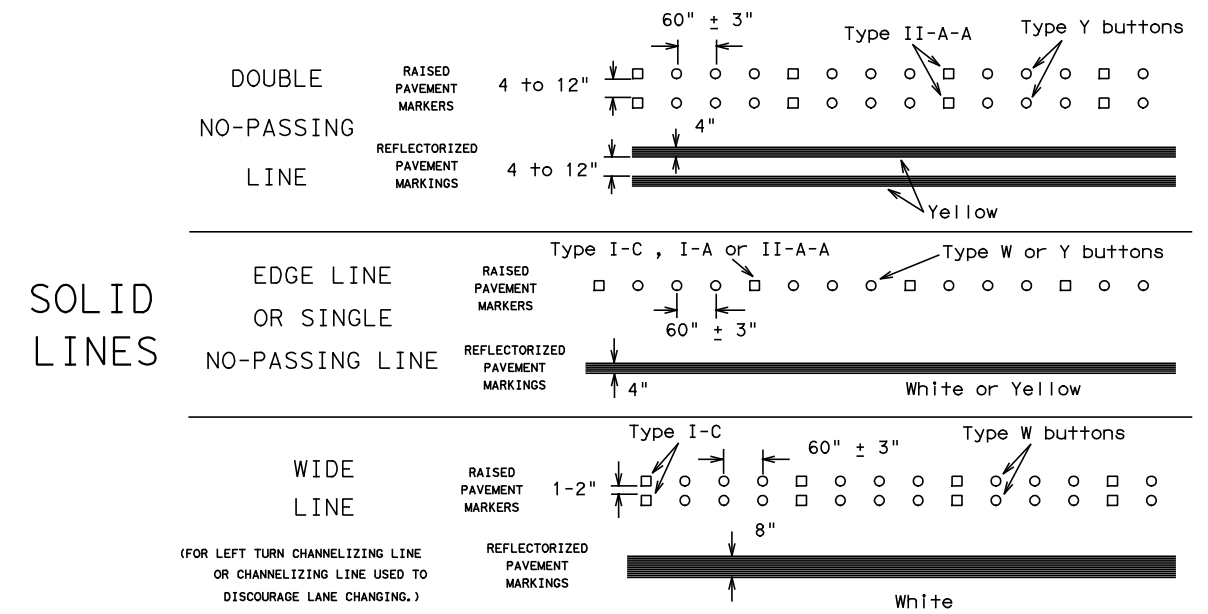 SOLID
LINES
DOUBLE
NO-PASSING
LINE
RAISED
PAVEMENT
MARKERS
4 to 12"
60" ± 3"
Type II-A-A
Type Y buttons
REFLECTORIZED
PAVEMENT
MARKINGS
4 to 12"
4"
Yellow
EDGE LINE
OR SINGLE
NO-PASSING LINE
RAISED
PAVEMENT
MARKERS
Type I-C , I-A or II-A-A
Type W or Y buttons
60" ± 3"
REFLECTORIZED
PAVEMENT
MARKINGS
4"
White or Yellow
WIDE
LINE
(FOR LEFT TURN CHANNELIZING LINE
OR CHANNELIZING LINE USED TO
DISCOURAGE LANE CHANGING.)
RAISED
PAVEMENT
MARKERS
1-2"
Type I-C
60" ± 3"
Type W buttons
REFLECTORIZED
PAVEMENT
MARKINGS
8"
White